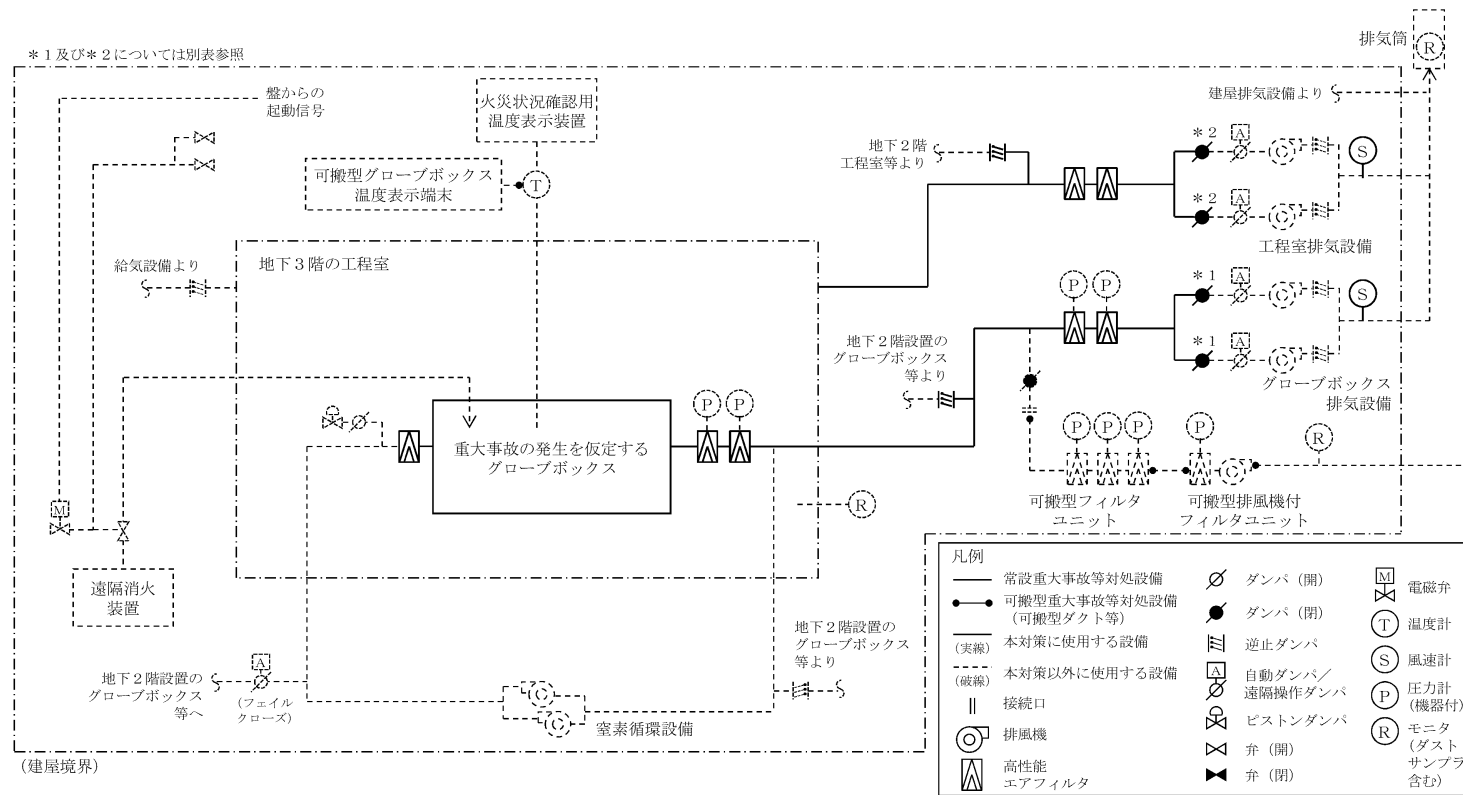 ＊１及び＊２については別表参照
排気筒
R
盤からの
起動信号
火災状況確認用
温度表示装置
可搬型グローブボックス
温度表示端末
T
建屋排気設備より
地下２階
工程室等より
＊２
A
S
＊２
A
工程室排気設備
給気設備より
地下３階の工程室
P
P
＊１
A
S
＊１
A
グローブボックス
排気設備
地下２階設置の
グローブボックス
等より
P
P
重大事故の発生を仮定する
グローブボックス
P
P
P
P
R
可搬型フィルタ
ユニット
可搬型排風機付
フィルタユニット
R
M
遠隔消火
装置
地下２階設置の
グローブボックス
等へ
A
（フェイル
クローズ）
窒素循環設備
地下２階設置の
グローブボックス
等より
（建屋境界）
凡例
常設重大事故等対処設備
可搬型重大事故等対処設備
（可搬型ダクト等）
（実線）
本対策に使用する設備
（破線）
本対策以外に使用する設備
接続口
排風機
高性能
エアフィルタ
ダンパ（開）
ダンパ（閉）
逆止ダンパ
A
自動ダンパ／
遠隔操作ダンパ
ピストンダンパ
弁（開）
弁（閉）
M
電磁弁
T
温度計
S
風速計
P
圧力計
（機器付）
R
モニタ
（ダスト
サンプラ
含む）